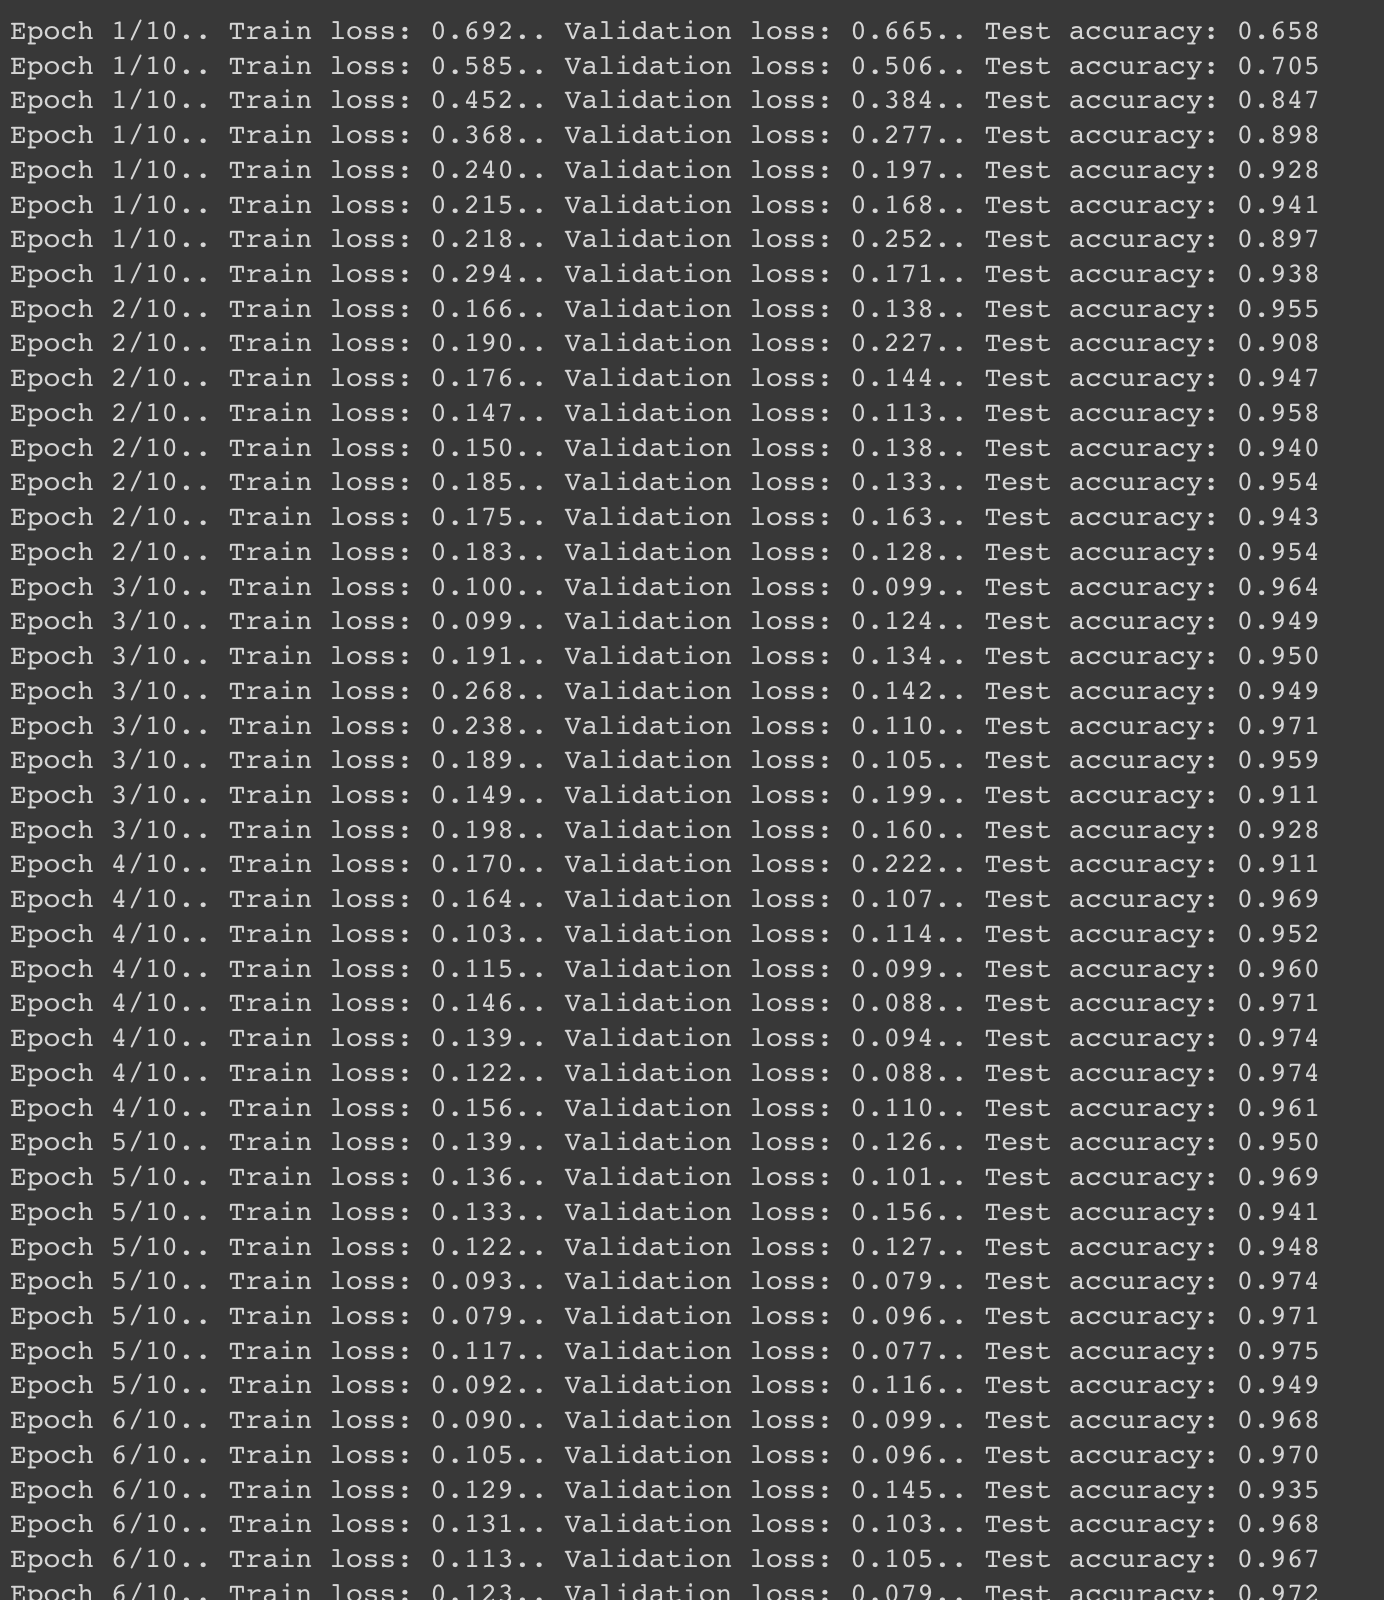 Epoch 1/10.. Train loss: 0.692.. Validation loss: 0.665.. Test accuracy: 0.658
Epoch 1/10.. Train loss: 0.585.. Validation loss: 0.506.. Test accuracy: 0.705
Epoch 1/10.. Train loss: 0.452.. Validation loss: 0.384.. Test accuracy: 0.847
Epoch 1/10.. Train loss: 0.368.. Validation loss: 0.277.. Test accuracy: 0.898
Epoch 1/10.. Train loss: 0.240.. Validation loss: 0.197.. Test accuracy: 0.928
Epoch 1/10.. Train loss: 0.215.. Validation loss: 0.168.. Test accuracy: 0.941
Epoch 1/10.. Train loss: 0.218.. Validation loss: 0.252.. Test accuracy: 0.897
Epoch 1/10.. Train loss: 0.294.. Validation loss: 0.171.. Test accuracy: 0.938
Epoch 2/10.. Train loss: 0.166.. Validation loss: 0.138.. Test accuracy: 0.955
Epoch 2/10.. Train loss: 0.190.. Validation loss: 0.227.. Test accuracy: 0.908
Epoch 2/10.. Train loss: 0.176.. Validation loss: 0.144.. Test accuracy: 0.947
Epoch 2/10.. Train loss: 0.147.. Validation loss: 0.113.. Test accuracy: 0.958
Epoch 2/10.. Train loss: 0.150.. Validation loss: 0.138.. Test accuracy: 0.940
Epoch 2/10.. Train loss: 0.185.. Validation loss: 0.133.. Test accuracy: 0.954
Epoch 2/10.. Train loss: 0.175.. Validation loss: 0.163.. Test accuracy: 0.943
Epoch 2/10.. Train loss: 0.183.. Validation loss: 0.128.. Test accuracy: 0.954
Epoch 3/10.. Train loss: 0.100.. Validation loss: 0.099.. Test accuracy: 0.964
Epoch 3/10.. Train loss: 0.099.. Validation loss: 0.124.. Test accuracy: 0.949
Epoch 3/10.. Train loss: 0.191.. Validation loss: 0.134.. Test accuracy: 0.950
Epoch 3/10.. Train loss: 0.268.. Validation loss: 0.142.. Test accuracy: 0.949
Epoch 3/10.. Train loss: 0.238.. Validation loss: 0.110.. Test accuracy: 0.971
Epoch 3/10.. Train loss: 0.189.. Validation loss: 0.105.. Test accuracy: 0.959
Epoch 3/10.. Train loss: 0.149.. Validation loss: 0.199.. Test accuracy: 0.911
Epoch 3/10.. Train loss: 0.198.. Validation loss: 0.160.. Test accuracy: 0.928
Epoch 4/10.. Train loss: 0.170.. Validation loss: 0.222.. Test accuracy: 0.911
Epoch 4/10.. Train loss: 0.164.. Validation loss: 0.107.. Test accuracy: 0.969
Epoch 4/10.. Train loss: 0.103.. Validation loss: 0.114.. Test accuracy: 0.952
Epoch 4/10.. Train loss: 0.115.. Validation loss: 0.099.. Test accuracy: 0.960
Epoch 4/10.. Train loss: 0.146.. Validation loss: 0.088.. Test accuracy: 0.971
Epoch 4/10.. Train loss: 0.139.. Validation loss: 0.094.. Test accuracy: 0.974
Epoch 4/10.. Train loss: 0.122.. Validation loss: 0.088.. Test accuracy: 0.974
Epoch 4/10.. Train loss: 0.156.. Validation loss: 0.110.. Test accuracy: 0.961
Epoch 5/10.. Train loss: 0.139.. Validation loss: 0.126.. Test accuracy: 0.950
Epoch 5/10.. Train loss: 0.136.. Validation loss: 0.101.. Test accuracy: 0.969
Epoch 5/10.. Train loss: 0.133.. Validation loss: 0.156.. Test accuracy: 0.941
Epoch 5/10.. Train loss: 0.122.. Validation loss: 0.127.. Test accuracy: 0.948
Epoch 5/10.. Train loss: 0.093.. Validation loss: 0.079.. Test accuracy: 0.974
Epoch 5/10.. Train loss: 0.079.. Validation loss: 0.096.. Test accuracy: 0.971
Epoch 5/10.. Train loss: 0.117.. Validation loss: 0.077.. Test accuracy: 0.975
Epoch 5/10.. Train loss: 0.092.. Validation loss: 0.116.. Test accuracy: 0.949
Epoch 6/10.. Train loss: 0.090.. Validation loss: 0.099.. Test accuracy: 0.968
Epoch 6/10.. Train loss: 0.105.. Validation loss: 0.096.. Test accuracy: 0.970
Epoch 6/10.. Train loss: 0.129.. Validation loss: 0.145.. Test accuracy: 0.935
Epoch 6/10.. Train loss: 0.131.. Validation loss: 0.103.. Test accuracy: 0.968
Epoch 6/10.. Train loss: 0.113.. Validation loss: 0.105.. Test accuracy: 0.967
Epoch 6/10.. Train loss: 0.123.. Validation loss: 0.079.. Test accuracy: 0.972